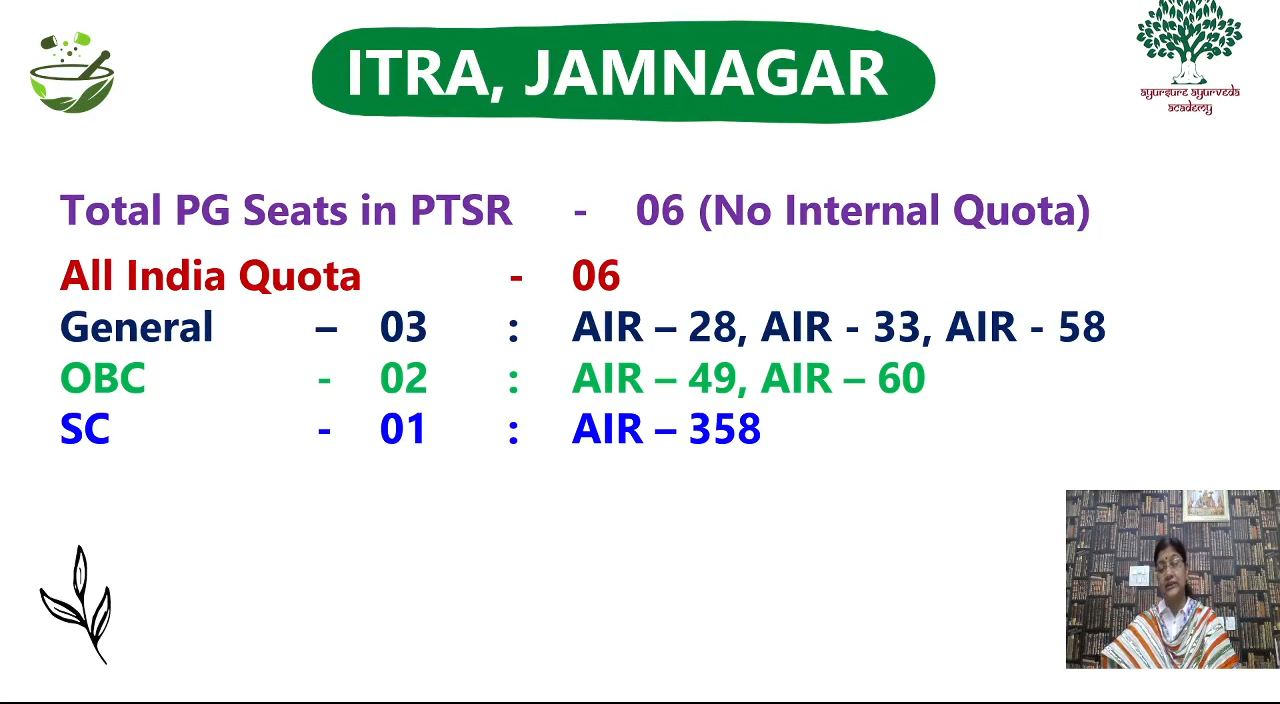 ITRA, JAMNAGAR
ayursure ayurveda
academy
Total PG Seats in PTSR - 06 (No Internal Quota)
All India Quota - 06
General – 03 : AIR – 28, AIR - 33, AIR - 58
OBC - 02 : AIR – 49, AIR – 60
SC - 01 : AIR – 358